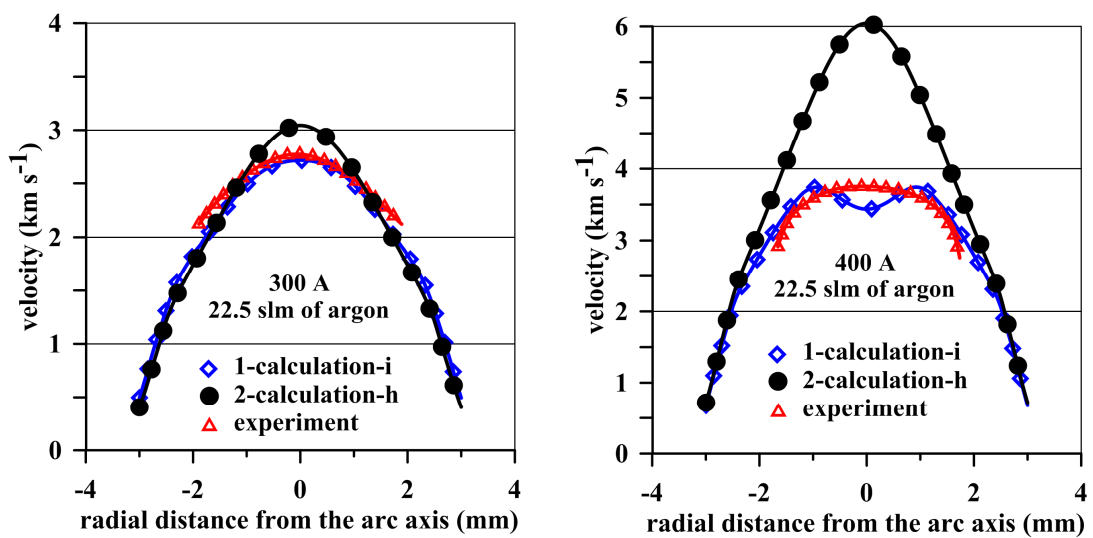 4
3
2
1
0
velocity (km s⁻¹)
300 A
22.5 slm of argon
1-calculation-i
2-calculation-h
experiment
-4 -2 0 2 4
radial distance from the arc axis (mm)
6
5
4
3
2
1
0
velocity (km s⁻¹)
400 A
22.5 slm of argon
1-calculation-i
2-calculation-h
experiment
-4 -2 0 2 4
radial distance from the arc axis (mm)